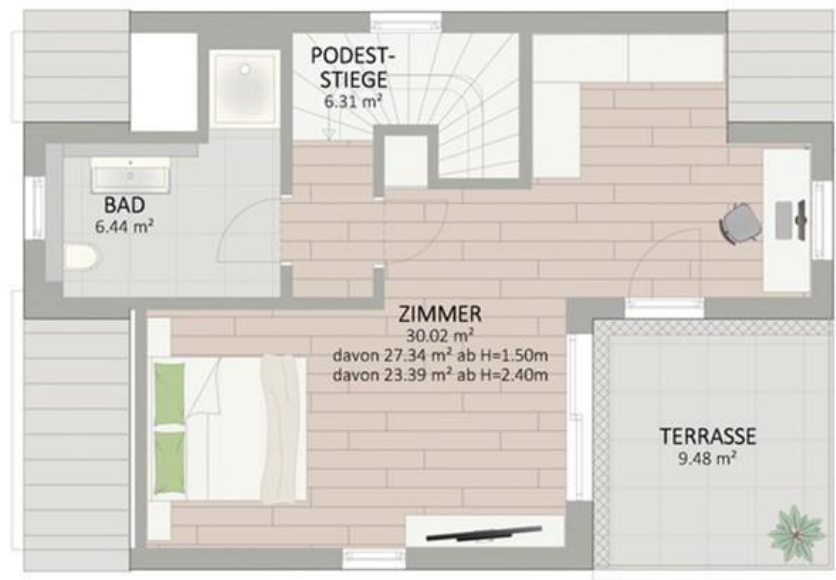 PODEST-
STIEGE
6.31 m²
BAD
6.44 m²
ZIMMER
30.02 m²
davon 27.34 m² ab H=1.50m
davon 23.39 m² ab H=2.40m
TERRASSE
9.48 m²